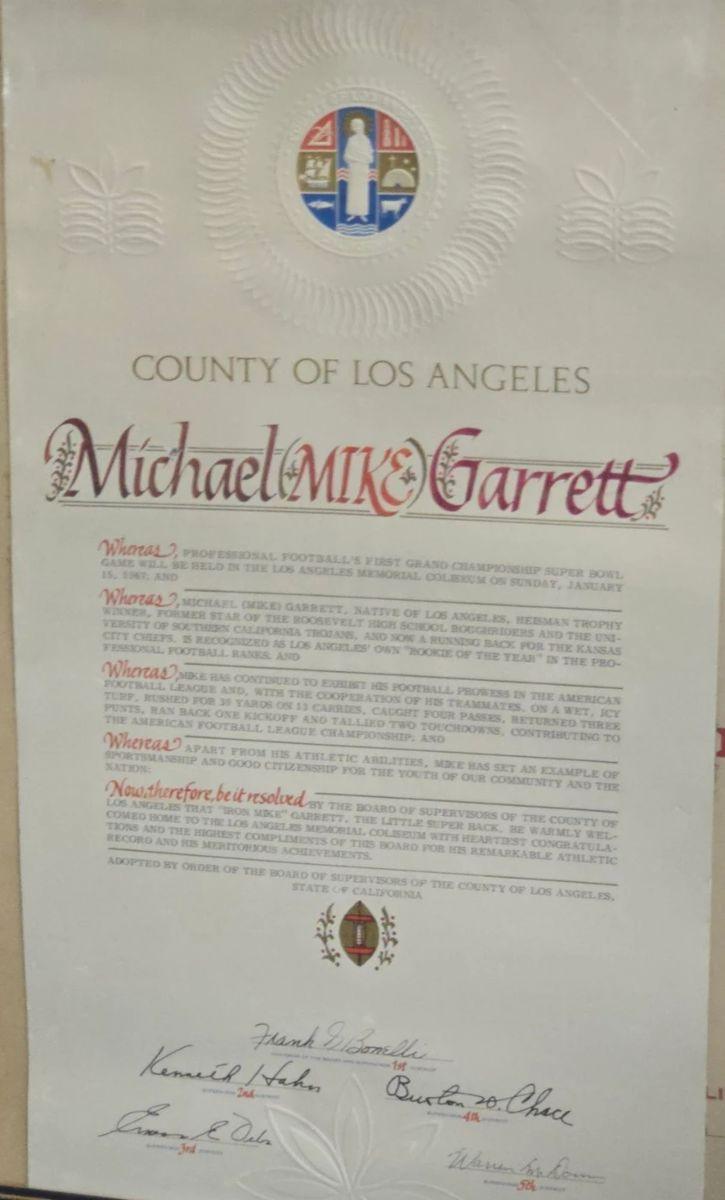 COUNTY OF LOS ANGELES
Michael (MIKE) Garrett
Whereas, PROFESSIONAL FOOTBALL'S FIRST GRAND CHAMPIONSHIP SUPER BOWL
GAME WILL BE HELD IN THE LOS ANGELES MEMORIAL COLISEUM ON SUNDAY, JANUARY
15, 1967; AND
Whereas, MICHAEL (MIKE) GARRETT, NATIVE OF LOS ANGELES, HEISMAN TROPHY
WINNER, FORMER STAR OF THE ROOSEVELT HIGH SCHOOL ROUGHRIDERS AND THE UNI-
VERSITY OF SOUTHERN CALIFORNIA TROJANS, AND NOW A RUNNING BACK FOR THE KANSAS
CITY CHIEFS, IS RECOGNIZED AS LOS ANGELES' OWN "ROOKIE OF THE YEAR" IN THE PRO-
FESSIONAL FOOTBALL RANKS; AND
Whereas, MIKE HAS CONTINUED TO EXHIBIT HIS FOOTBALL PROWESS IN THE AMERICAN
FOOTBALL LEAGUE AND, WITH THE COOPERATION OF HIS TEAMMATES, ON A WET, ICY
TURF, RUSHED FOR 39 YARDS ON 13 CARRIES, CAUGHT FOUR PASSES, RETURNED THREE
PUNTS, RAN BACK ONE KICKOFF AND TALLIED TWO TOUCHDOWNS, CONTRIBUTING TO
THE AMERICAN FOOTBALL LEAGUE CHAMPIONSHIP; AND
Whereas APART FROM HIS ATHLETIC ABILITIES, MIKE HAS SET AN EXAMPLE OF
SPORTSMANSHIP AND GOOD CITIZENSHIP FOR THE YOUTH OF OUR COMMUNITY AND THE
NATION:
Now, therefore, be it resolved BY THE BOARD OF SUPERVISORS OF THE COUNTY OF
LOS ANGELES THAT "IRON MIKE" GARRETT, THE LITTLE SUPER BACK, BE WARMLY WEL-
COMED HOME TO THE LOS ANGELES MEMORIAL COLISEUM WITH HEARTIEST CONGRATULA-
TIONS AND THE HIGHEST COMPLIMENTS OF THIS BOARD FOR HIS REMARKABLE ATHLETIC
RECORD AND HIS MERITORIOUS ACHIEVEMENTS.
ADOPTED BY ORDER OF THE BOARD OF SUPERVISORS OF THE COUNTY OF LOS ANGELES,
STATE OF CALIFORNIA
Frank G Bonelli
1st
Kenneth Hahn
2nd
Burton W. Chace
4th
3rd
Warren
5th